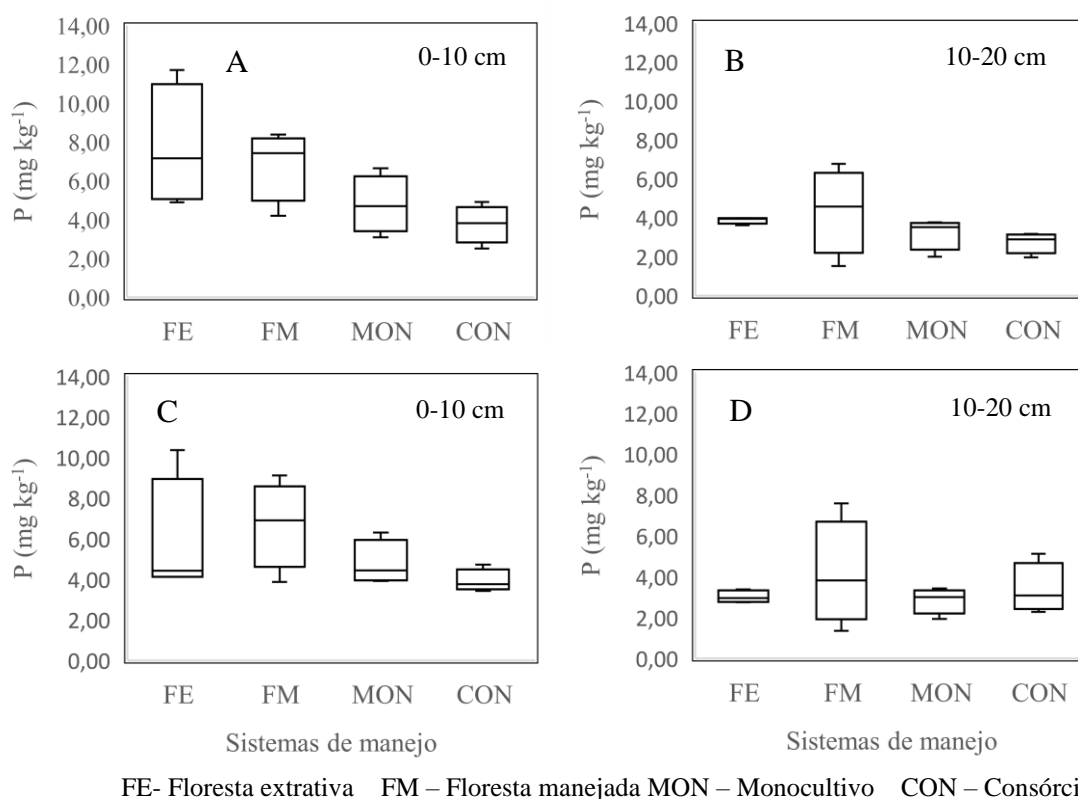 14,00
12,00
10,00
8,00
6,00
4,00
2,00
0,00
P (mg kg⁻¹)
A
0-10 cm
FE FM MON CON
14,00
12,00
10,00
8,00
6,00
4,00
2,00
0,00
P (mg kg⁻¹)
B
10-20 cm
FE FM MON CON
14,00
12,00
10,00
8,00
6,00
4,00
2,00
0,00
P (mg kg⁻¹)
C
0-10 cm
FE FM MON CON
Sistemas de manejo
14,00
12,00
10,00
8,00
6,00
4,00
2,00
0,00
P (mg kg⁻¹)
D
10-20 cm
FE FM MON CON
Sistemas de manejo
FE- Floresta extrativa FM – Floresta manejada MON – Monocultivo CON – Consórci